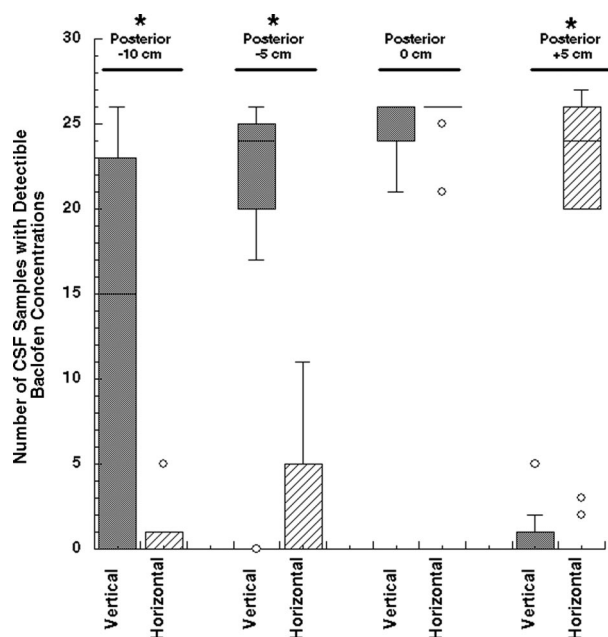 * * *
Posterior Posterior Posterior Posterior
-10 cm -5 cm 0 cm +5 cm
30
25
20
15
10
5
0
Number of CSF Samples with Detectible
Baclofen Concentrations
Vertical
Horizontal
Vertical
Horizontal
Vertical
Horizontal
Vertical
Horizontal